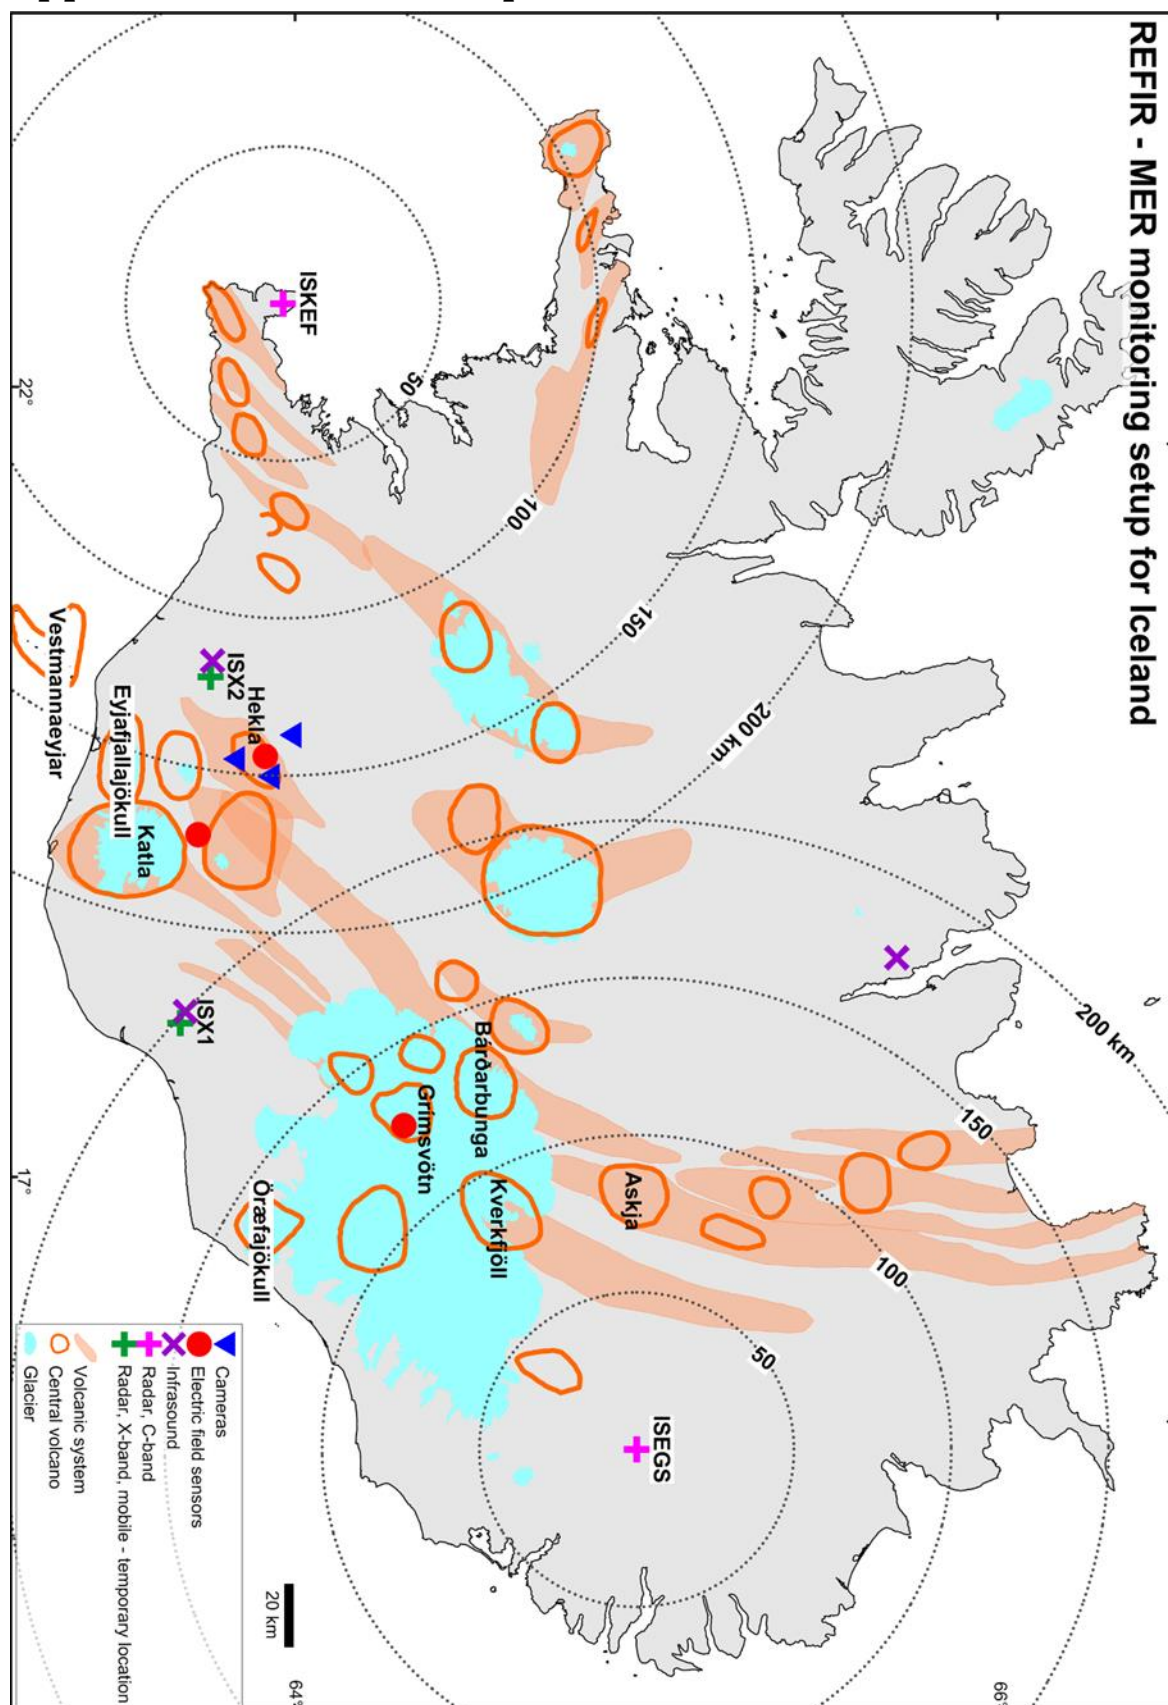 REFIR - MER monitoring setup for Iceland
200 km
150
100
50
200 km
150
100
50
ISKEF
ISEGS
ISX2
Hekla
ISX1
Vestmannaeyjar
Eyjafjallajökull
Katla
Bárðarbunga
Grímsvötn
Kverkfjöll
Askja
Öræfajökull
22°
17°
64°
66°
20 km
Cameras
Electric field sensors
Infrasound
Radar, C-band
Radar, X-band, mobile - temporary location
Volcanic system
Central volcano
Glacier